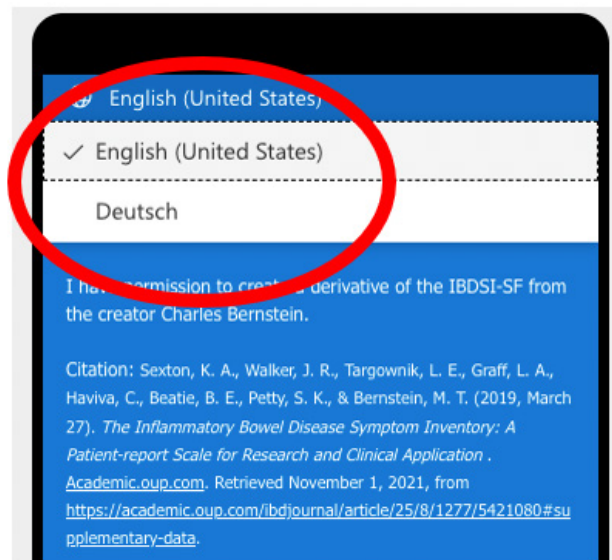 English (United States)
English (United States)
Deutsch
I have permission to create a derivative of the IBDSI-SF from
the creator Charles Bernstein.
Citation: Sexton, K. A., Walker, J. R., Targownik, L. E., Graff, L. A.,
Haviva, C., Beatie, B. E., Petty, S. K., & Bernstein, M. T. (2019, March
27). The Inflammatory Bowel Disease Symptom Inventory: A
Patient-report Scale for Research and Clinical Application .
Academic.oup.com. Retrieved November 1, 2021, from
https://academic.oup.com/ibdjournal/article/25/8/1277/5421080#su
pplementary-data.